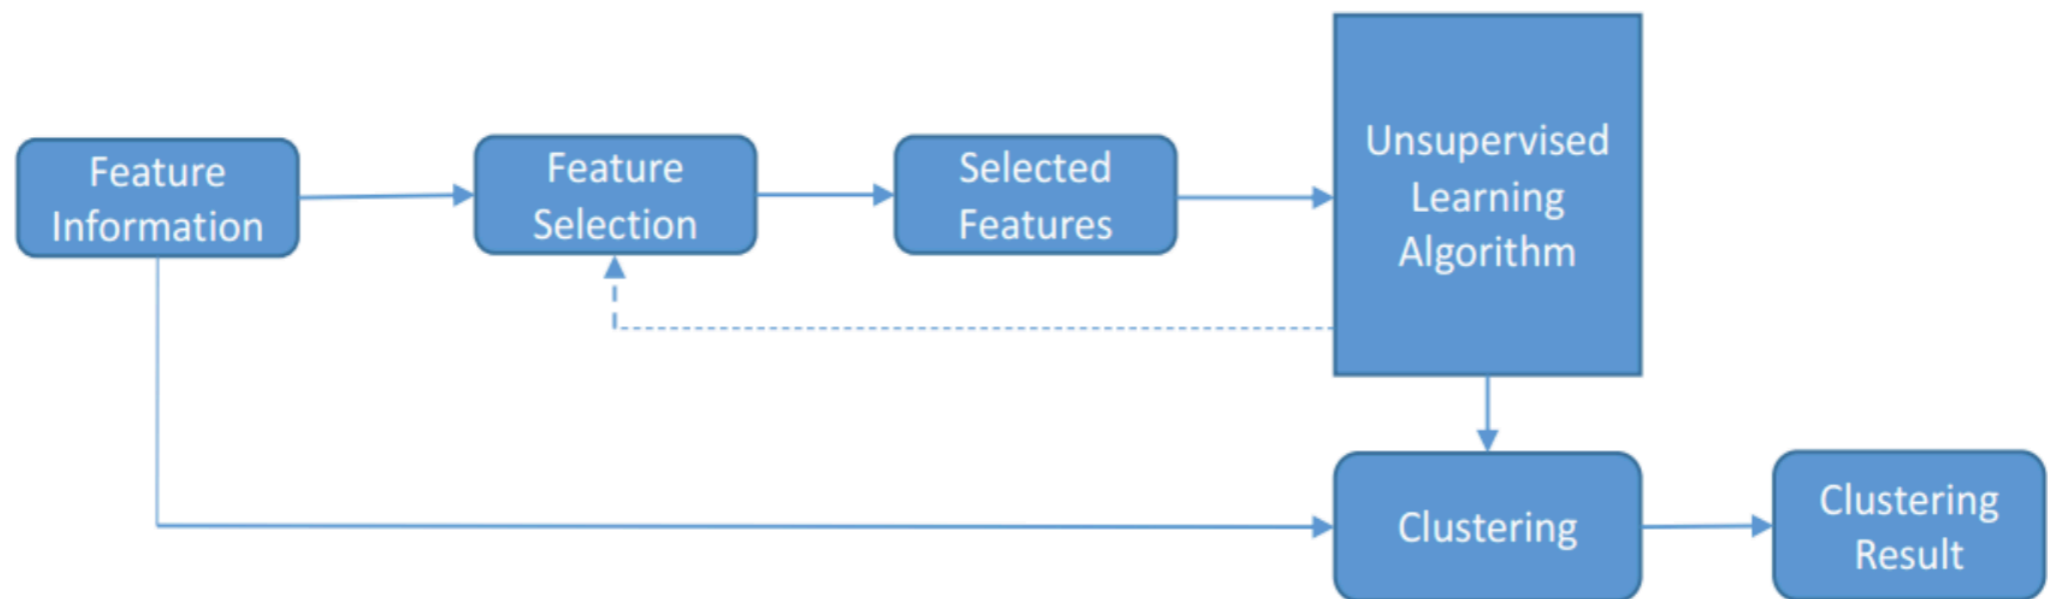 Feature
Information
Feature
Selection
Selected
Features
Unsupervised
Learning
Algorithm
Clustering
Clustering
Result